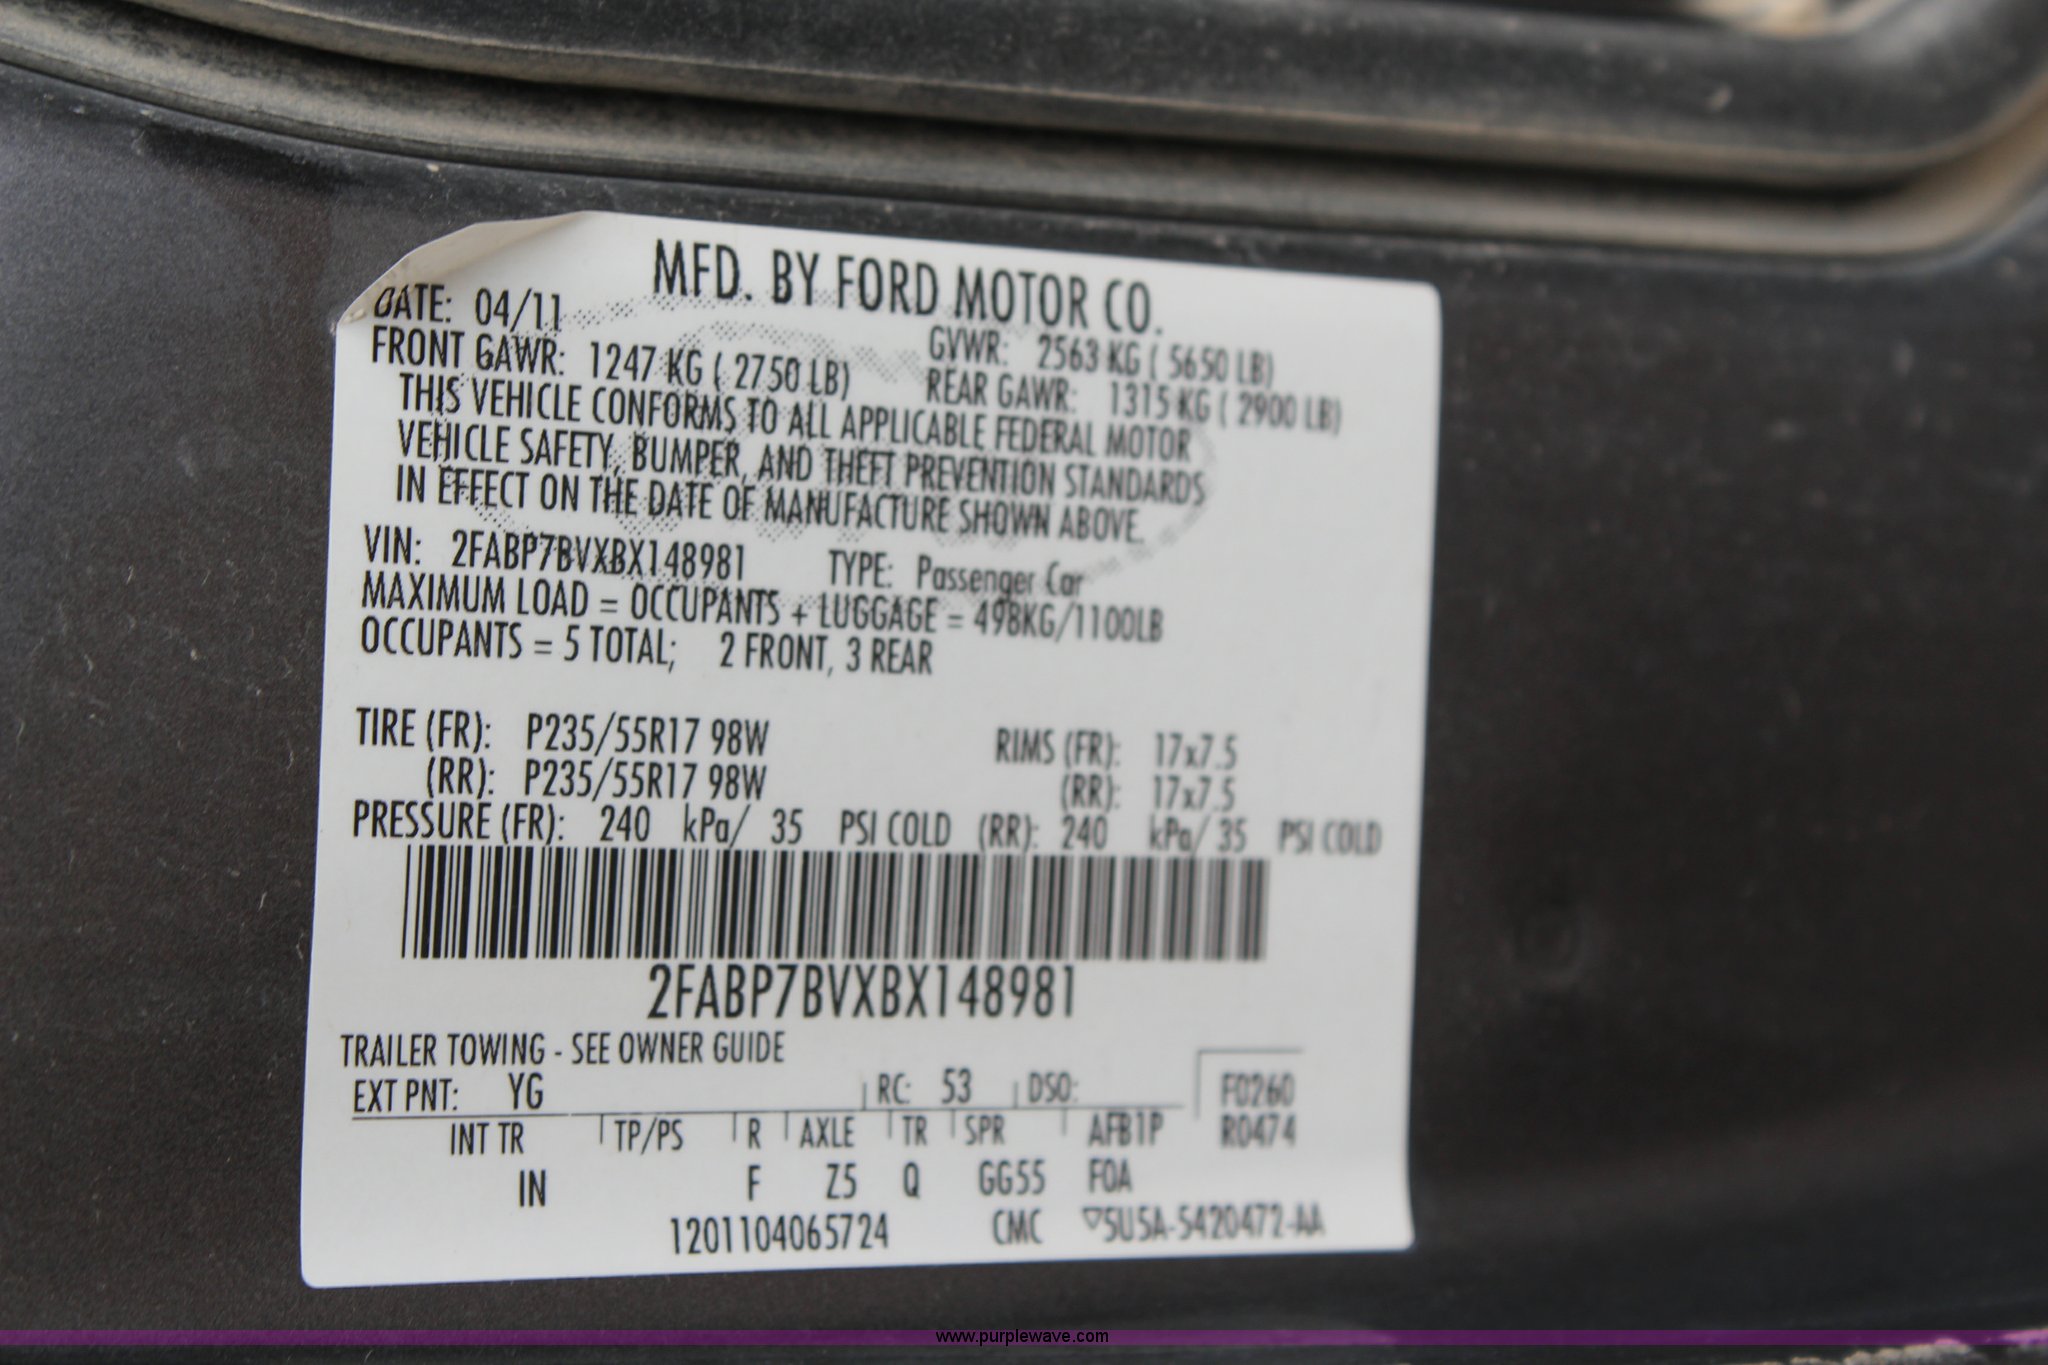 MFD. BY FORD MOTOR CO.
DATE: 04/11
GVWR: 2563 KG ( 5650 LB)
FRONT GAWR: 1247 KG ( 2750 LB)
REAR GAWR: 1315 KG ( 2900 LB)
THIS VEHICLE CONFORMS TO ALL APPLICABLE FEDERAL MOTOR
VEHICLE SAFETY, BUMPER, AND THEFT PREVENTION STANDARDS
IN EFFECT ON THE DATE OF MANUFACTURE SHOWN ABOVE.
VIN: 2FABP7BVXBX148981 TYPE: Passenger Car
MAXIMUM LOAD = OCCUPANTS + LUGGAGE = 498KG/1100LB
OCCUPANTS = 5 TOTAL; 2 FRONT, 3 REAR
TIRE (FR): P235/55R17 98W RIMS (FR): 17x7.5
(RR): P235/55R17 98W (RR): 17x7.5
PRESSURE (FR): 240 kPa/ 35 PSI COLD (RR): 240 kPa/ 35 PSI COLD
2FABP7BVXBX148981
TRAILER TOWING - SEE OWNER GUIDE
EXT PNT: YG RC: 53 DSO: F0260
INT TR TP/PS R AXLE TR SPR AFB1P R0474
IN F Z5 Q GG55 FOA
1201104065724 CMC ▽5U5A-5420472-AA
www.purplewave.com